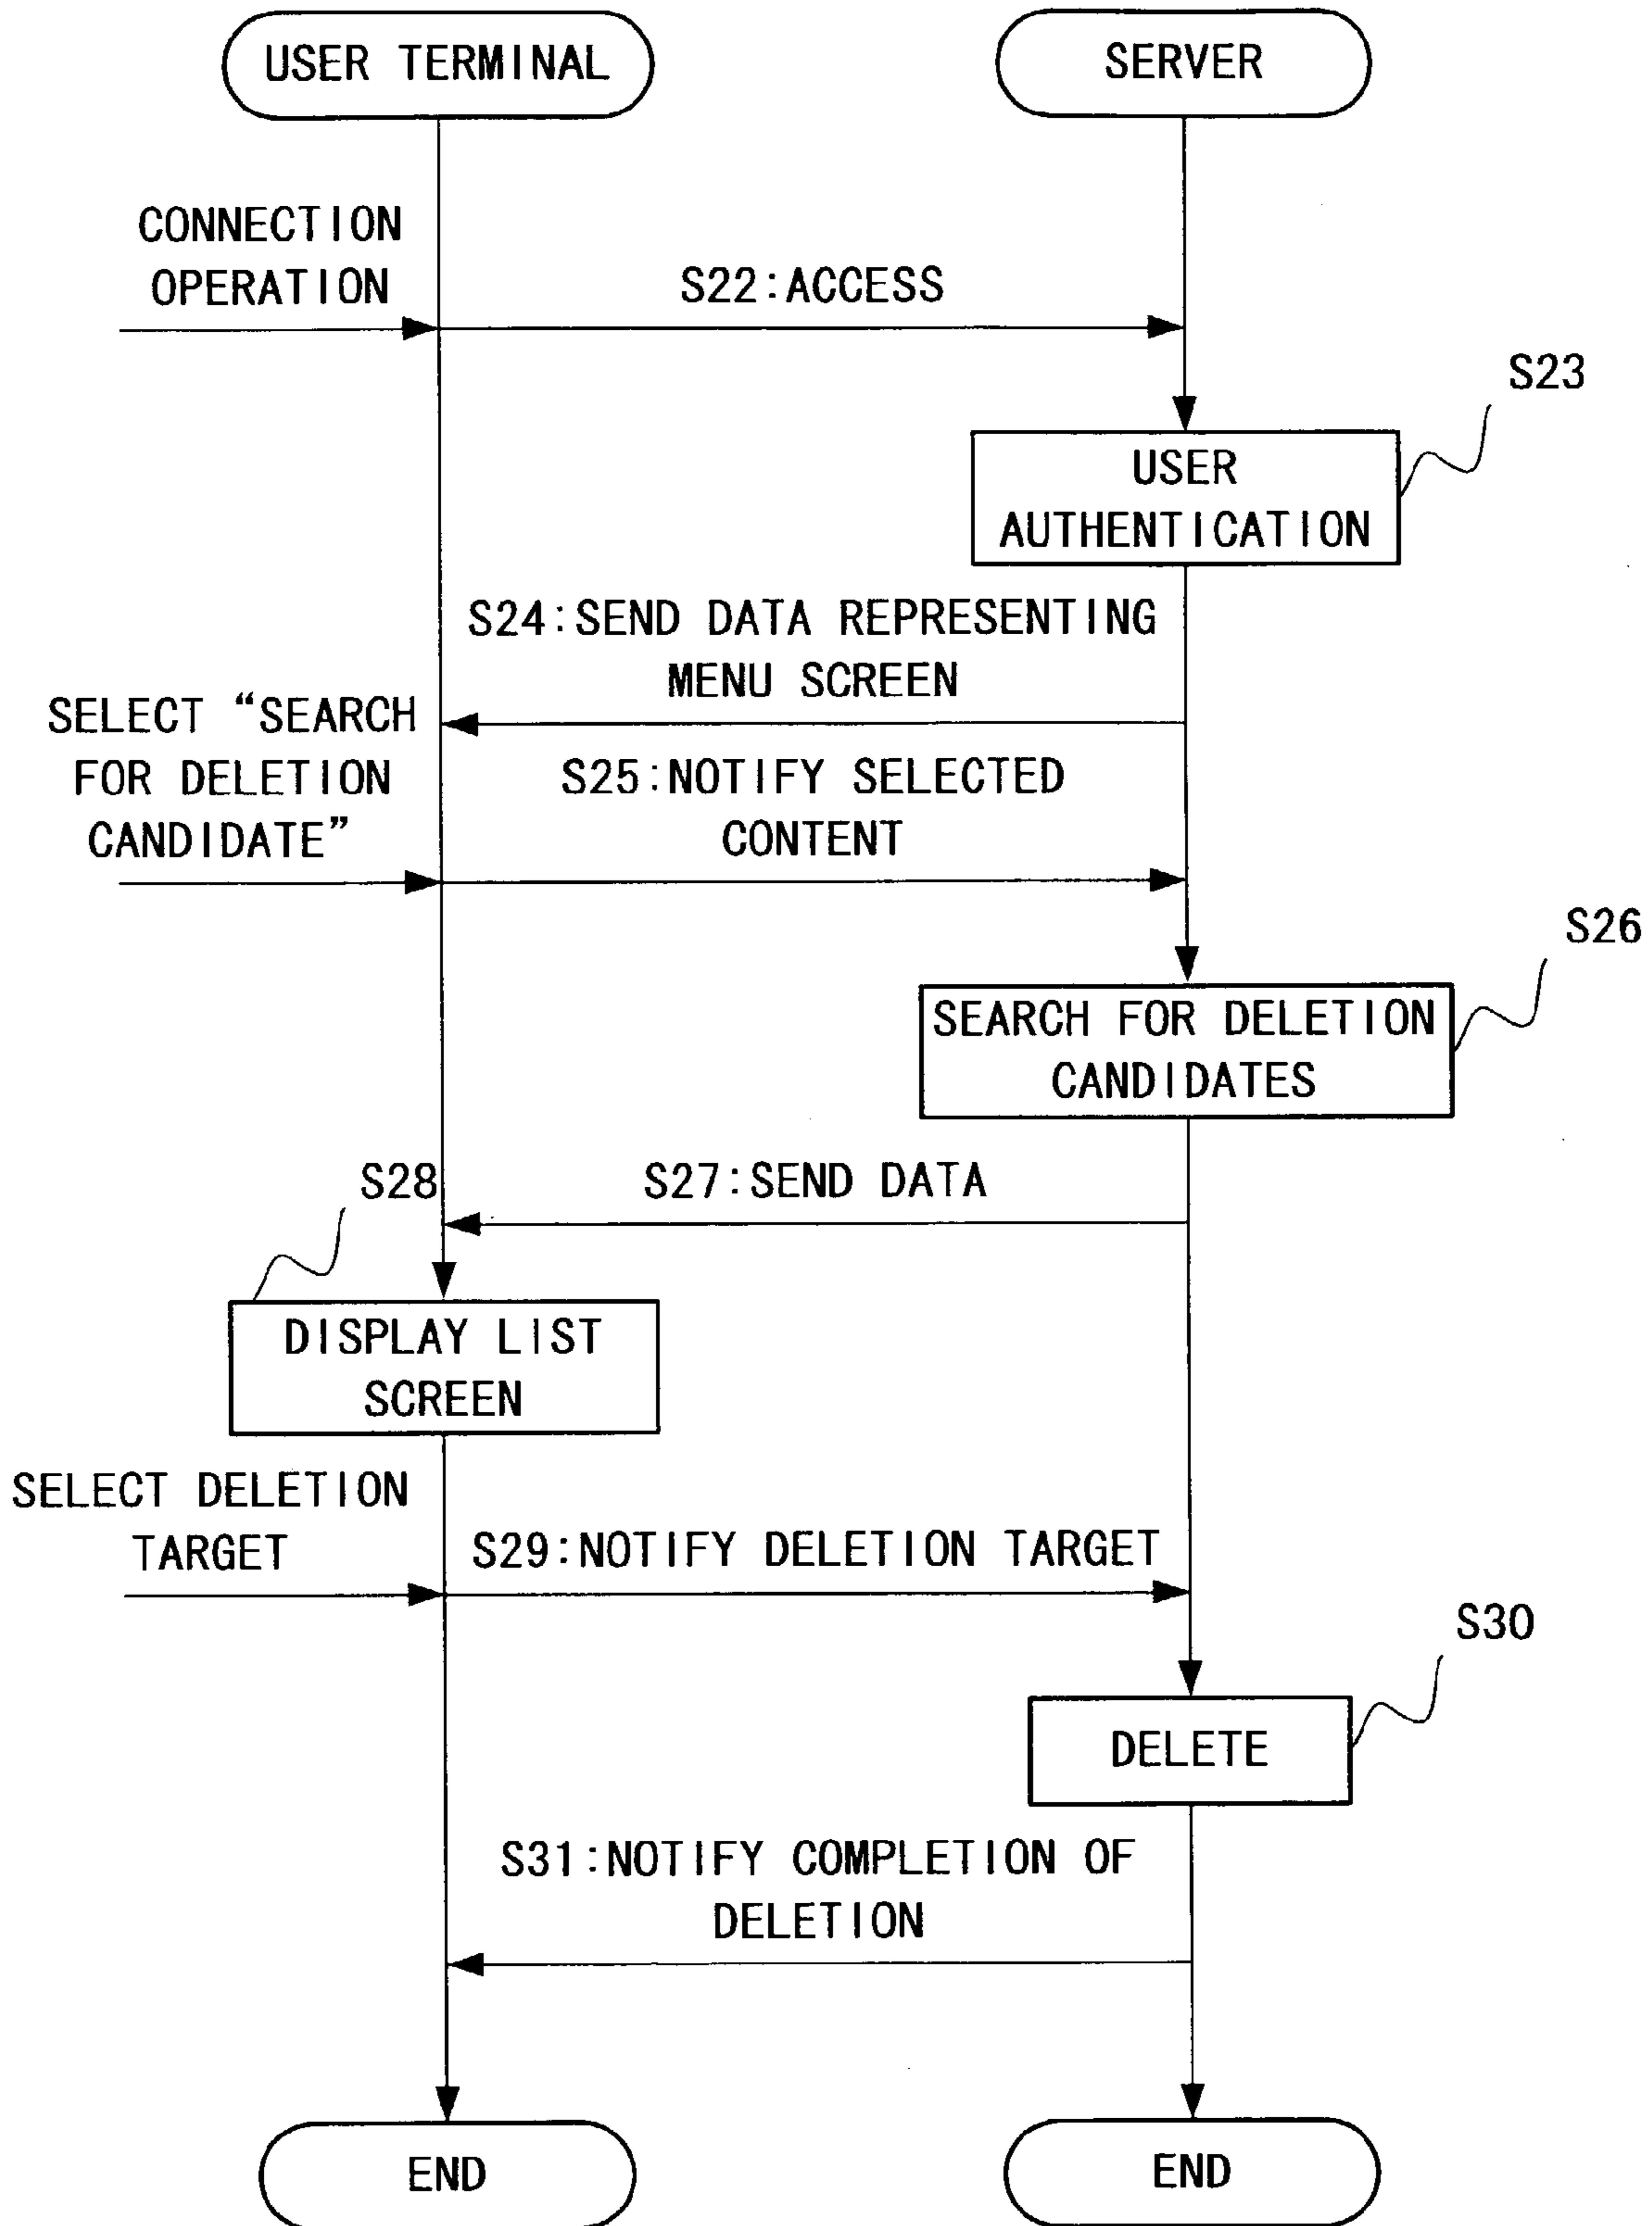 USER TERMINAL
SERVER
CONNECTION
OPERATION
S22:ACCESS
S23
USER
AUTHENTICATION
S24:SEND DATA REPRESENTING
MENU SCREEN
SELECT “SEARCH
FOR DELETION
CANDIDATE”
S25:NOTIFY SELECTED
CONTENT
S26
SEARCH FOR DELETION
CANDIDATES
S27:SEND DATA
S28
DISPLAY LIST
SCREEN
SELECT DELETION
TARGET
S29:NOTIFY DELETION TARGET
S30
DELETE
S31:NOTIFY COMPLETION OF
DELETION
END
END